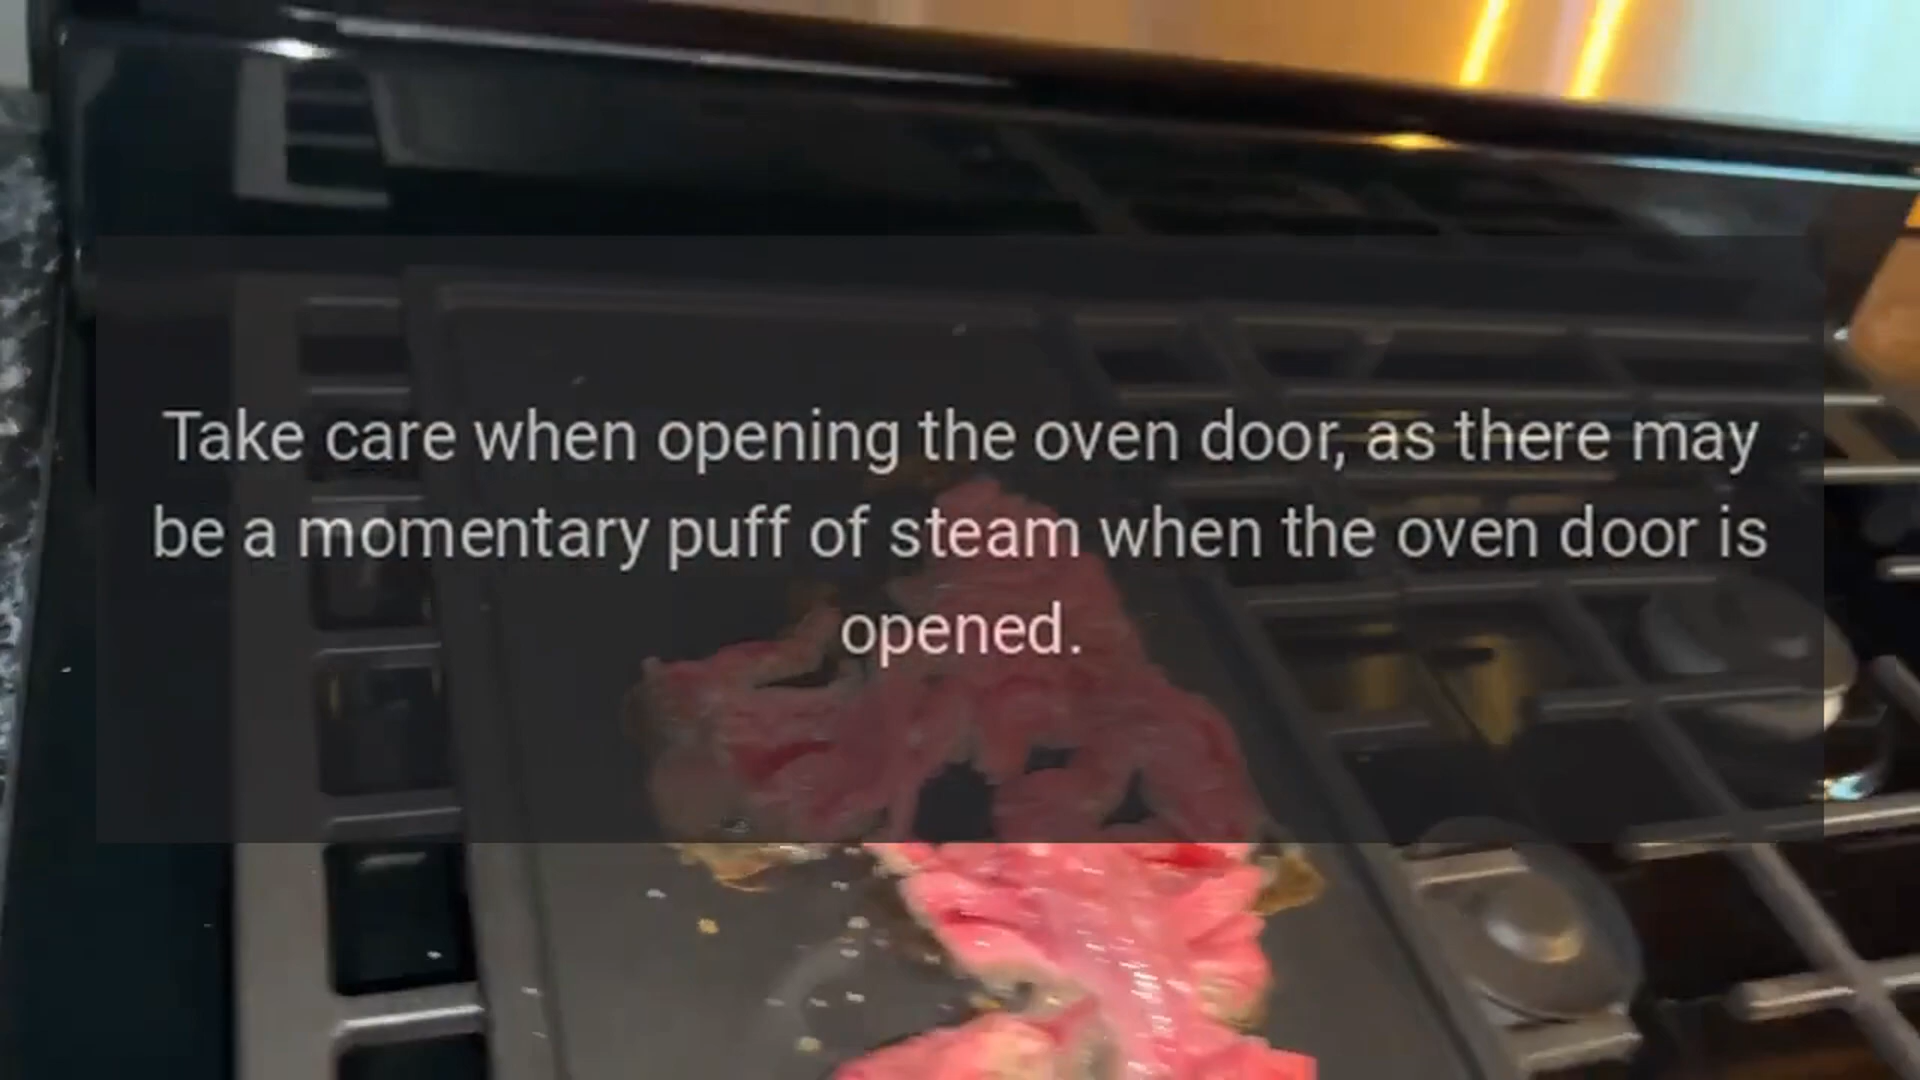 Take care when opening the oven door, as there may
be a momentary puff of steam when the oven door is
opened.